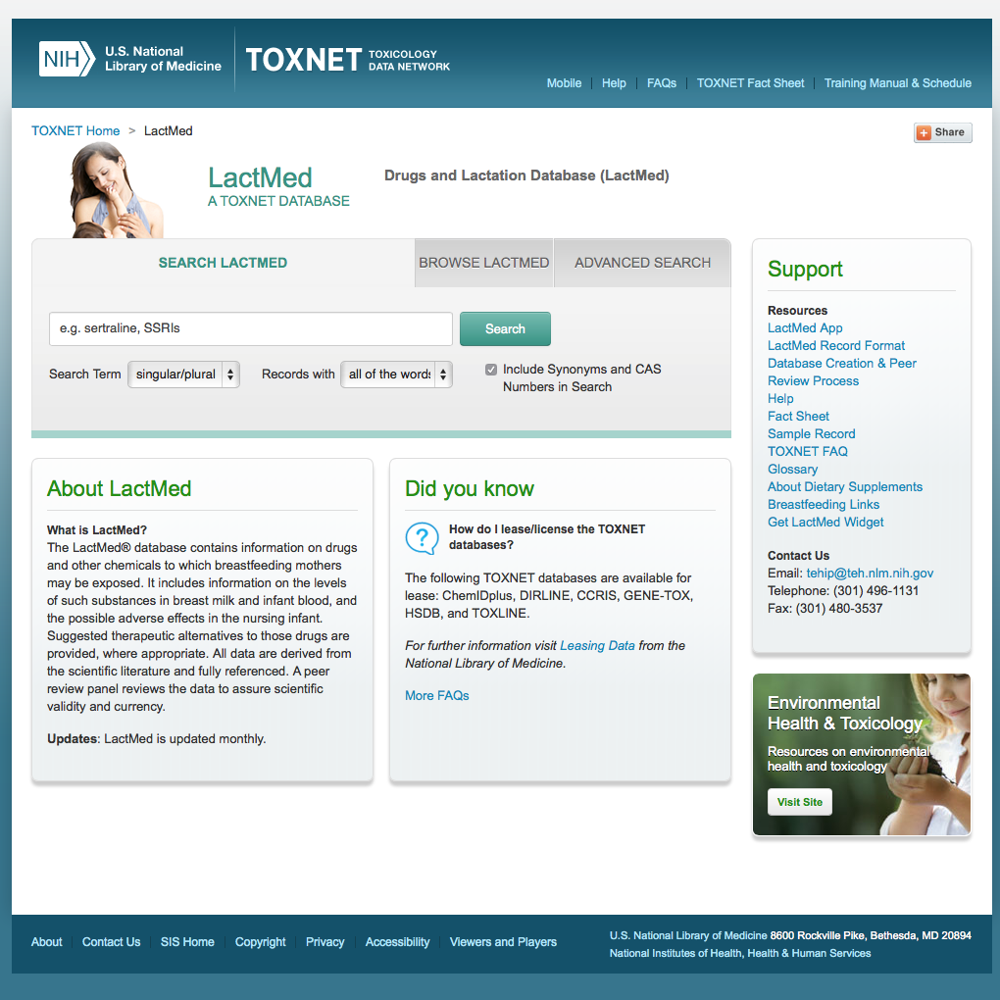 NIH U.S. National
Library of Medicine
TOXNET TOXICOLOGY
DATA NETWORK
Mobile | Help | FAQs | TOXNET Fact Sheet | Training Manual & Schedule
TOXNET Home > LactMed
+ Share
LactMed
A TOXNET DATABASE
Drugs and Lactation Database (LactMed)
SEARCH LACTMED
BROWSE LACTMED
ADVANCED SEARCH
e.g. sertraline, SSRIs
Search
Search Term singular/plural
Records with all of the words
Include Synonyms and CAS
Numbers in Search
About LactMed
What is LactMed?
The LactMed® database contains information on drugs
and other chemicals to which breastfeeding mothers
may be exposed. It includes information on the levels
of such substances in breast milk and infant blood, and
the possible adverse effects in the nursing infant.
Suggested therapeutic alternatives to those drugs are
provided, where appropriate. All data are derived from
the scientific literature and fully referenced. A peer
review panel reviews the data to assure scientific
validity and currency.
Updates: LactMed is updated monthly.
Did you know
? How do I lease/license the TOXNET
databases?
The following TOXNET databases are available for
lease: ChemIDplus, DIRLINE, CCRIS, GENE-TOX,
HSDB, and TOXLINE.
For further information visit Leasing Data from the
National Library of Medicine.
More FAQs
Support
Resources
LactMed App
LactMed Record Format
Database Creation & Peer
Review Process
Help
Fact Sheet
Sample Record
TOXNET FAQ
Glossary
About Dietary Supplements
Breastfeeding Links
Get LactMed Widget
Contact Us
Email: tehip@teh.nlm.nih.gov
Telephone: (301) 496-1131
Fax: (301) 480-3537
Environmental
Health & Toxicology
Resources on environmental
health and toxicology
Visit Site
About | Contact Us | SIS Home | Copyright | Privacy | Accessibility | Viewers and Players
U.S. National Library of Medicine 8600 Rockville Pike, Bethesda, MD 20894
National Institutes of Health, Health & Human Services